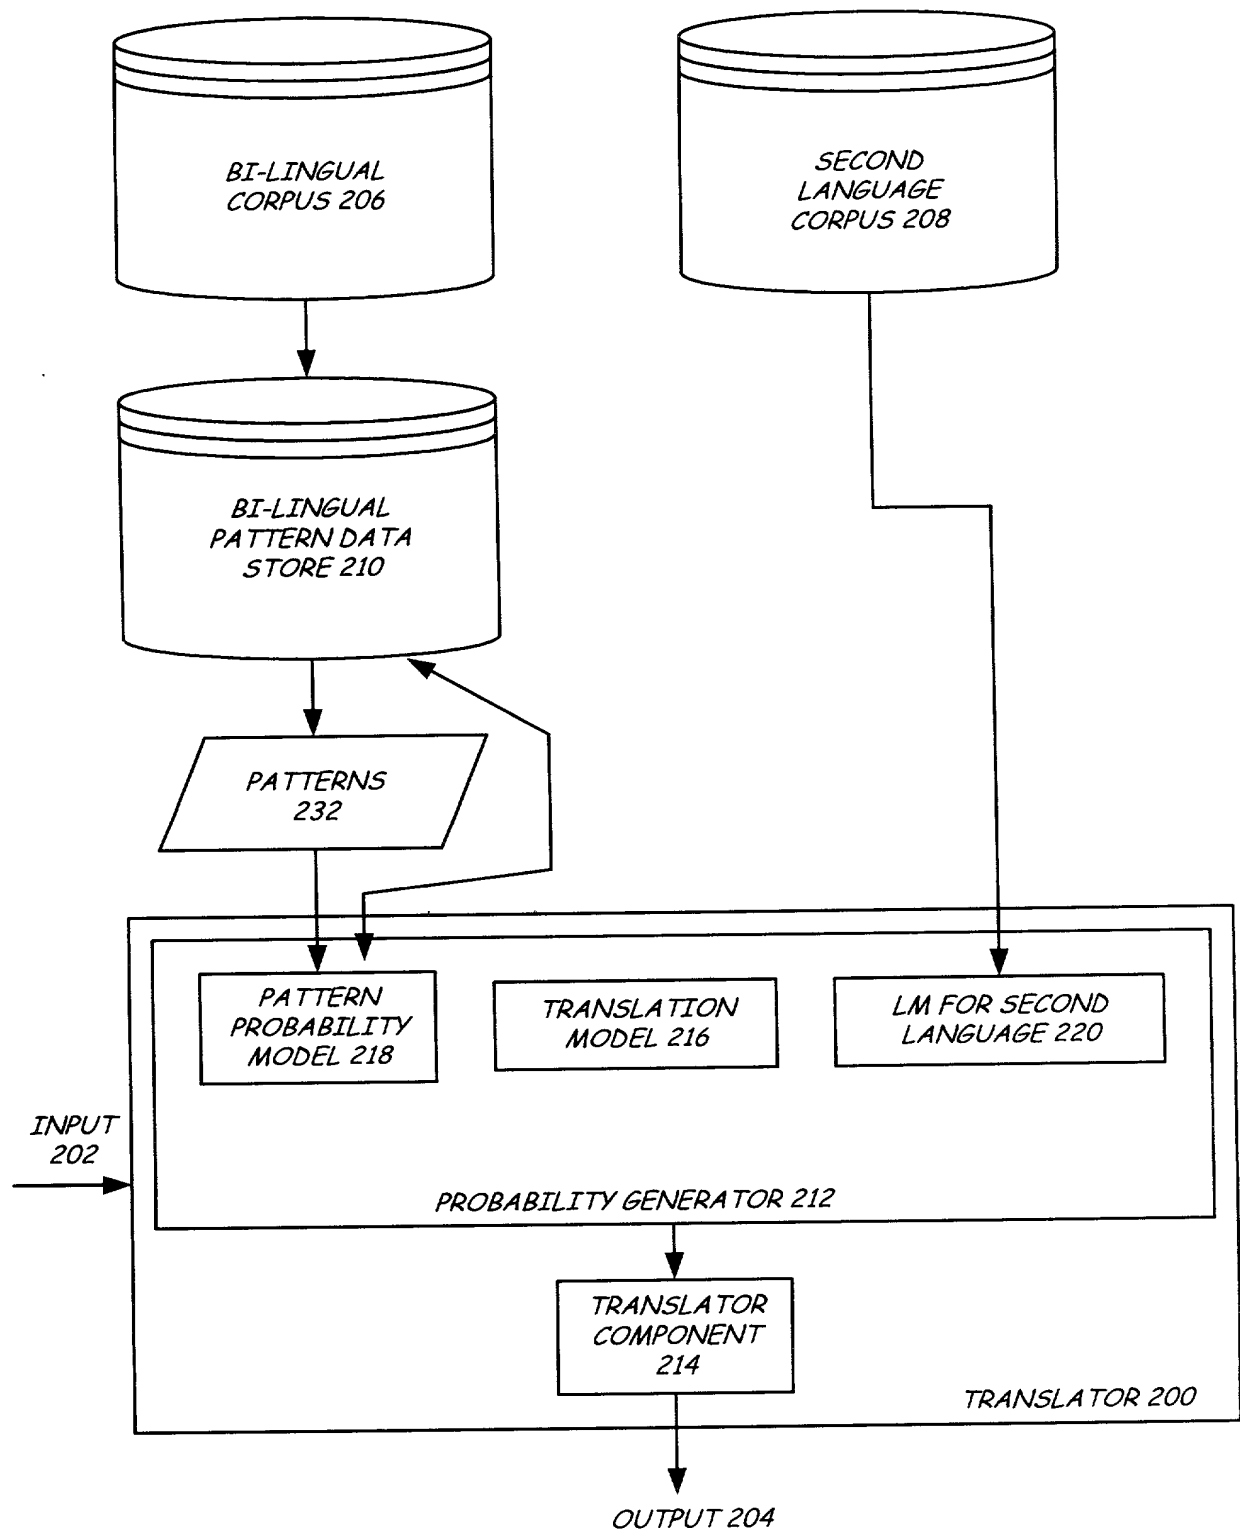 BI-LINGUAL
CORPUS 206
SECOND
LANGUAGE
CORPUS 208
BI-LINGUAL
PATTERN DATA
STORE 210
PATTERNS
232
PATTERN
PROBABILITY
MODEL 218
TRANSLATION
MODEL 216
LM FOR SECOND
LANGUAGE 220
INPUT
202
PROBABILITY GENERATOR 212
TRANSLATOR
COMPONENT
214
TRANSLATOR 200
OUTPUT 204